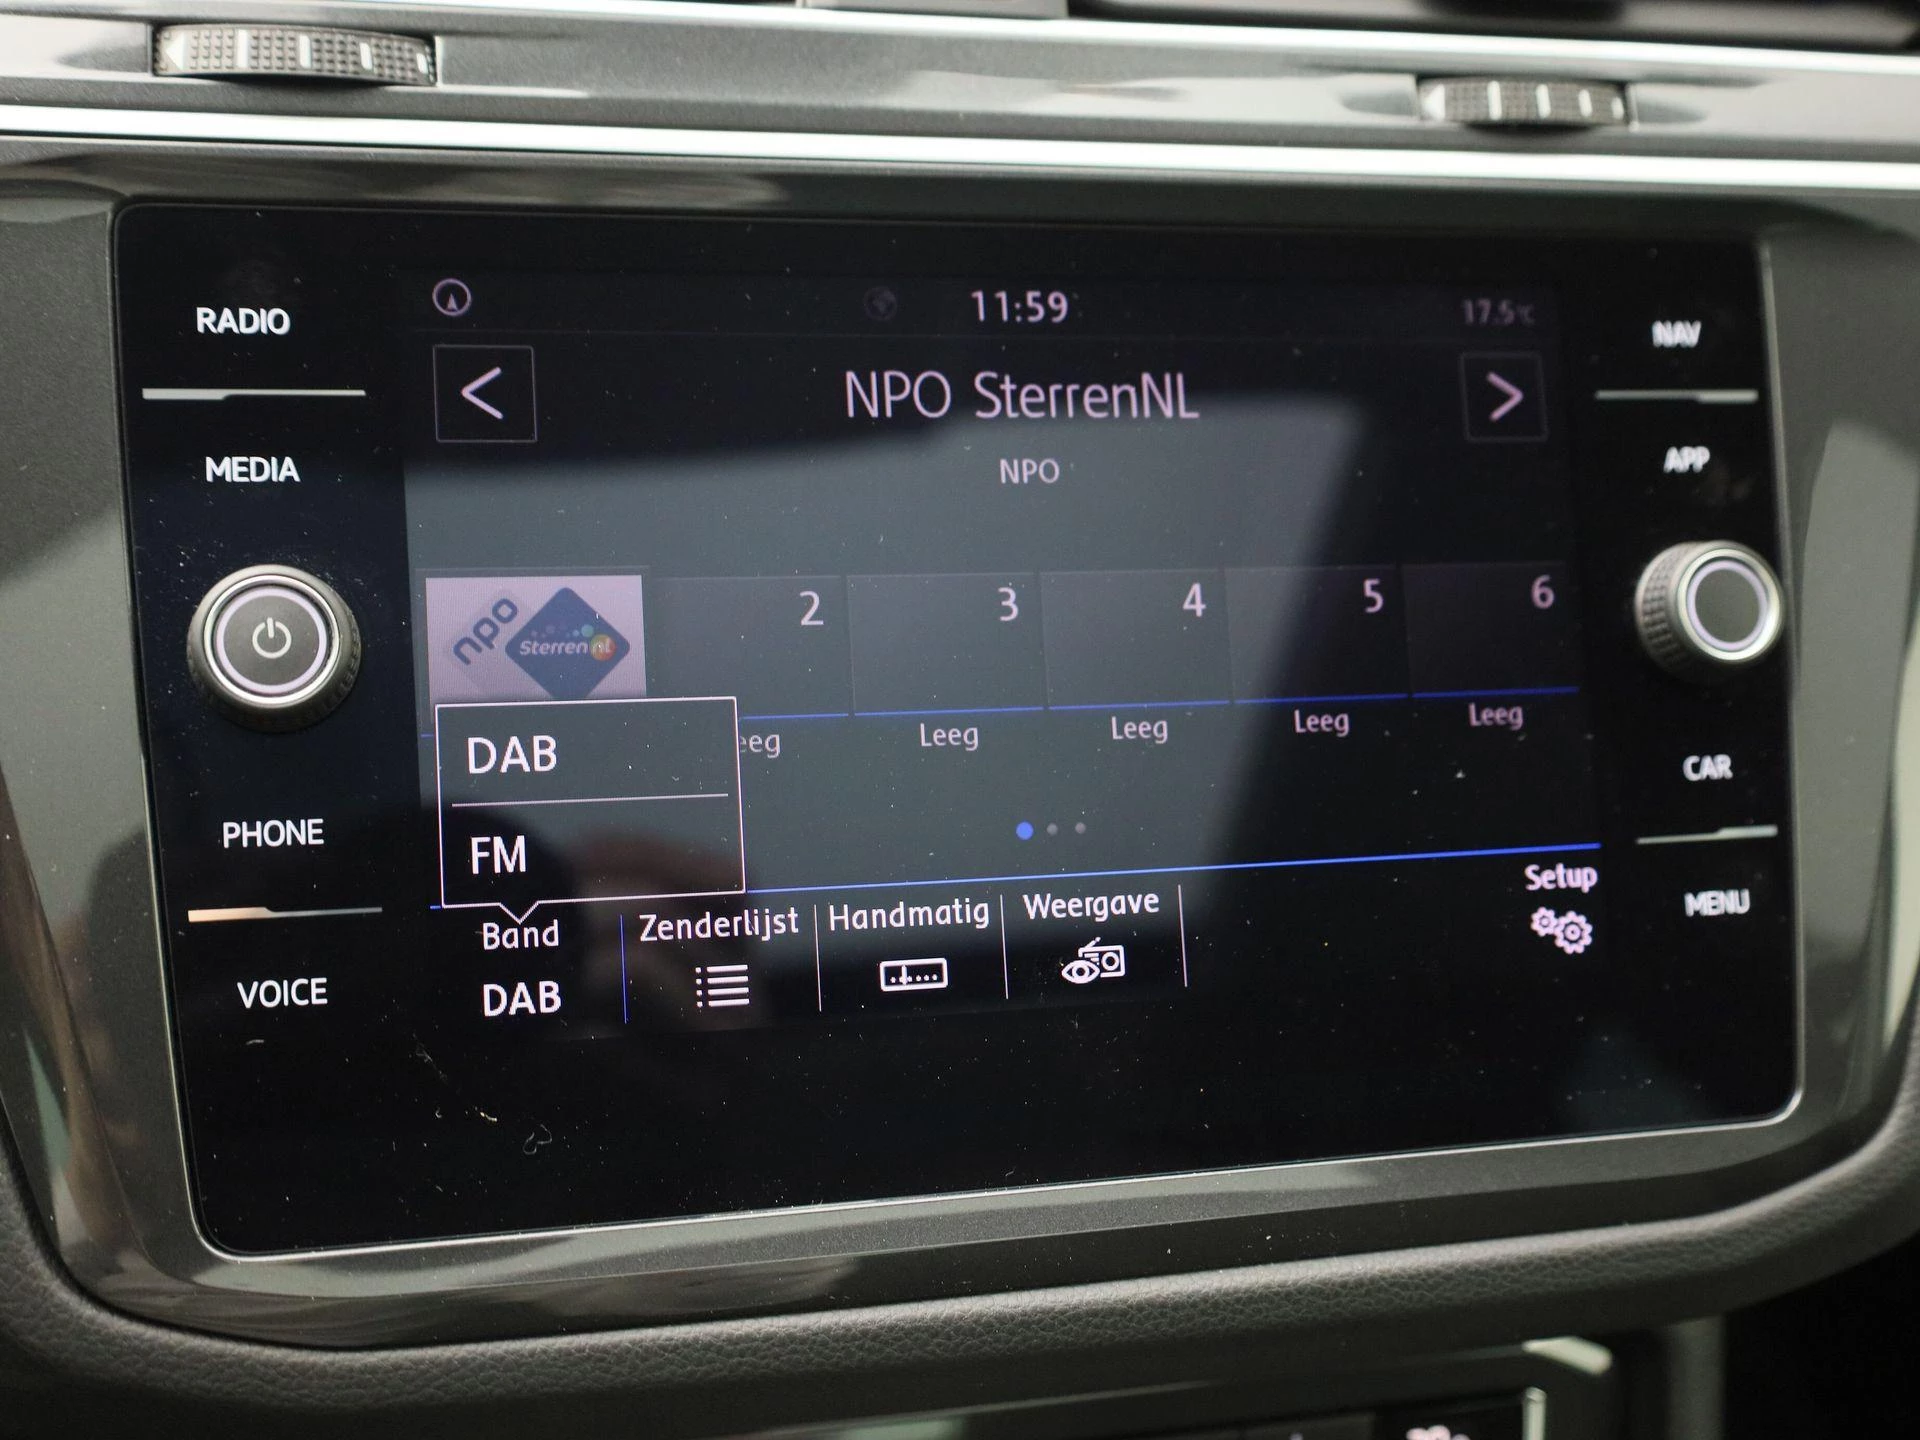 RADIO
MEDIA
PHONE
VOICE
11:59
17.5°C
NPO SterrenNL
NPO
npo Sterren nl
2
3
4
5
6
eeg
Leeg
Leeg
Leeg
Leeg
DAB
FM
Band
DAB
Zenderlijst
Handmatig
Weergave
Setup
NAV
APP
CAR
MENU